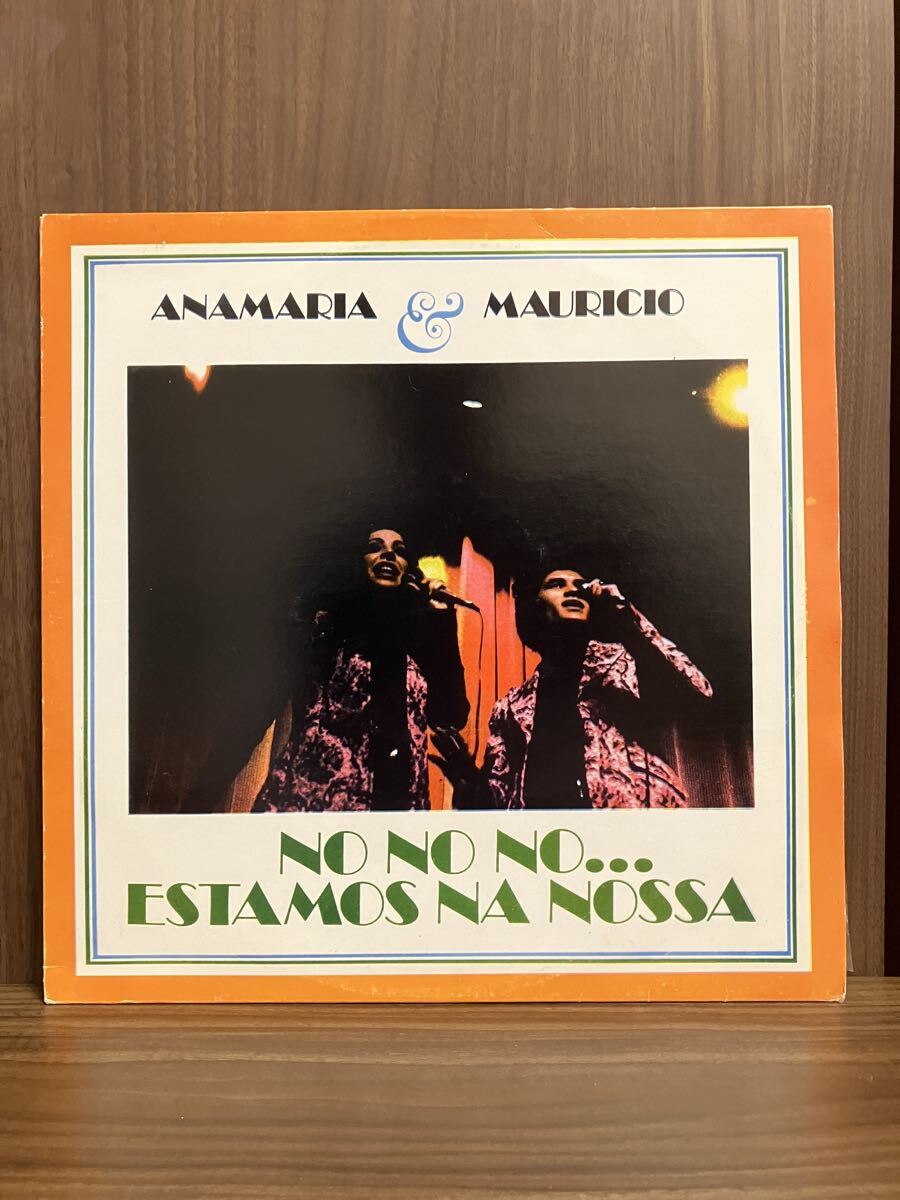 ANAMARIA & MAURICIO
NO NO NO...
ESTAMOS NA NOSSA